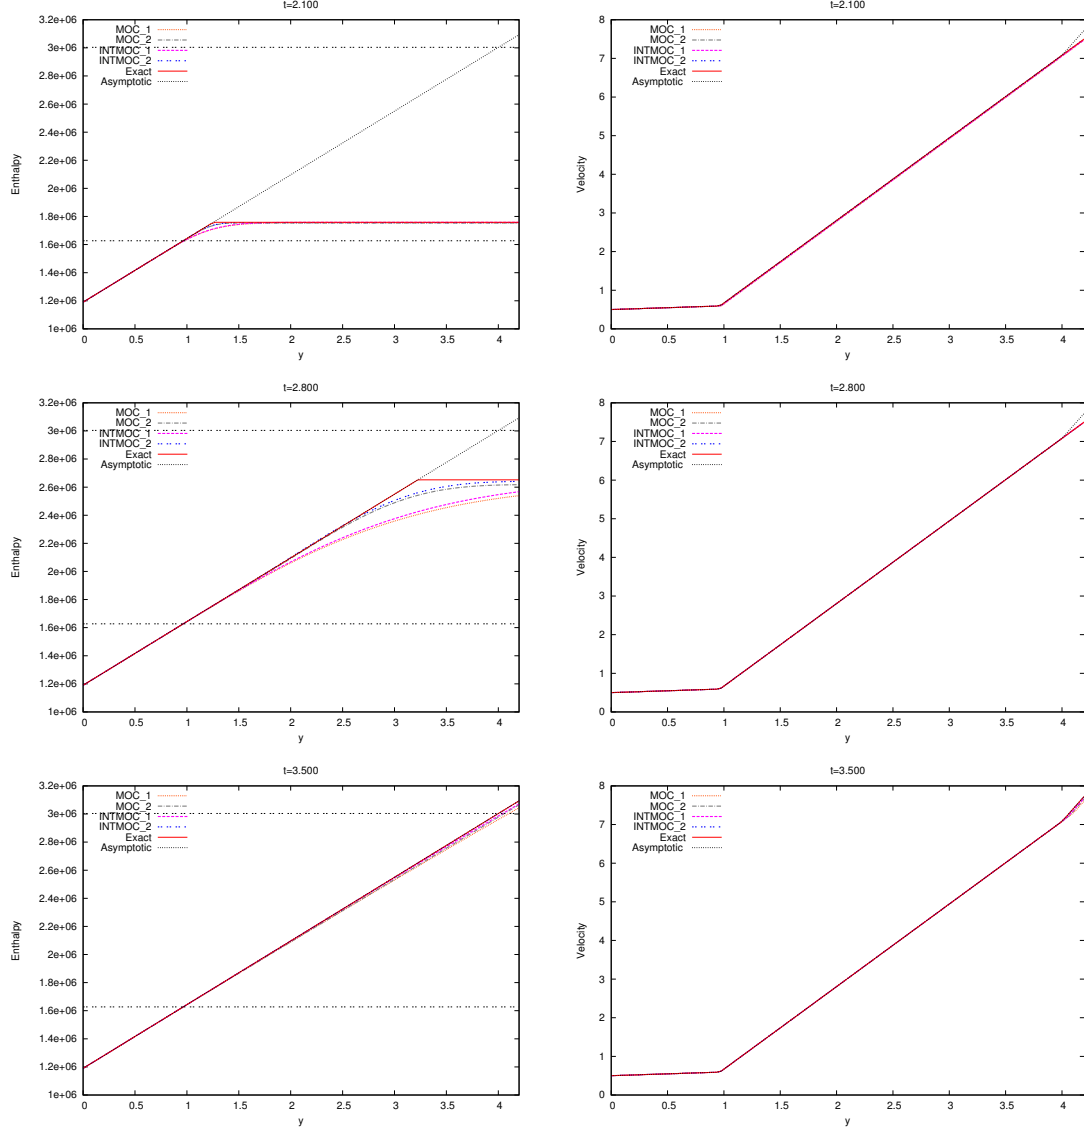 t=2.100
3.2e+06
3e+06
2.8e+06
2.6e+06
2.4e+06
2.2e+06
2e+06
1.8e+06
1.6e+06
1.4e+06
1.2e+06
1e+06
Enthalpy
MOC_1
MOC_2
INTMOC_1
INTMOC_2
Exact
Asymptotic
0 0.5 1 1.5 2 2.5 3 3.5 4
y
t=2.100
8
7
6
5
4
3
2
1
0
Velocity
MOC_1
MOC_2
INTMOC_1
INTMOC_2
Exact
Asymptotic
0 0.5 1 1.5 2 2.5 3 3.5 4
y
t=2.800
3.2e+06
3e+06
2.8e+06
2.6e+06
2.4e+06
2.2e+06
2e+06
1.8e+06
1.6e+06
1.4e+06
1.2e+06
1e+06
Enthalpy
MOC_1
MOC_2
INTMOC_1
INTMOC_2
Exact
Asymptotic
0 0.5 1 1.5 2 2.5 3 3.5 4
y
t=2.800
8
7
6
5
4
3
2
1
0
Velocity
MOC_1
MOC_2
INTMOC_1
INTMOC_2
Exact
Asymptotic
0 0.5 1 1.5 2 2.5 3 3.5 4
y
t=3.500
3.2e+06
3e+06
2.8e+06
2.6e+06
2.4e+06
2.2e+06
2e+06
1.8e+06
1.6e+06
1.4e+06
1.2e+06
1e+06
Enthalpy
MOC_1
MOC_2
INTMOC_1
INTMOC_2
Exact
Asymptotic
0 0.5 1 1.5 2 2.5 3 3.5 4
y
t=3.500
8
7
6
5
4
3
2
1
0
Velocity
MOC_1
MOC_2
INTMOC_1
INTMOC_2
Exact
Asymptotic
0 0.5 1 1.5 2 2.5 3 3.5 4
y